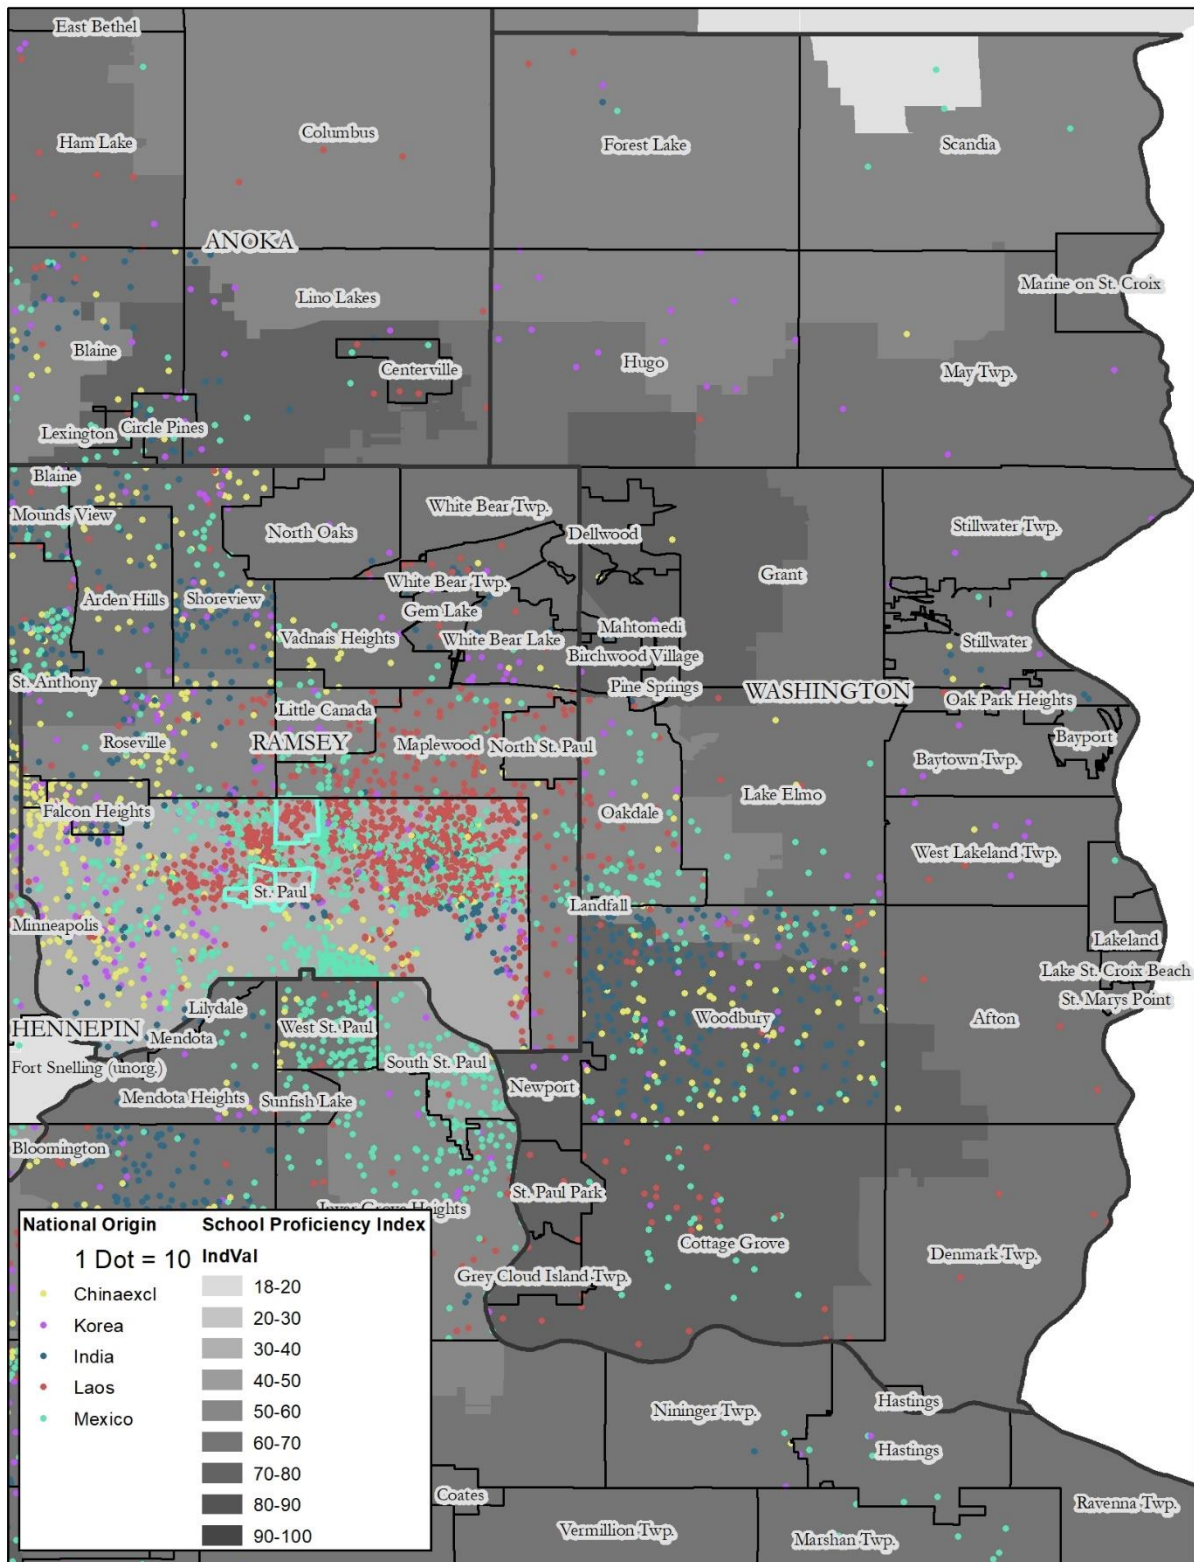 East Bethel
Ham Lake
Columbus
Forest Lake
Scandia
ANOKA
Marine on St. Croix
Lino Lakes
Blaine
Centerville
Hugo
May Twp.
Lexington
Circle Pines
Blaine
Mounds View
North Oaks
White Bear Twp.
Dellwood
Stillwater Twp.
Grant
Arden Hills
Shoreview
White Bear Twp.
Gem Lake
Vadnais Heights
White Bear Lake
Mahtomedi
Stillwater
Birchwood Village
St. Anthony
Pine Springs
WASHINGTON
Oak Park Heights
Little Canada
Roseville
RAMSEY
Maplewood
North St. Paul
Bayport
Baytown Twp.
Falcon Heights
Oakdale
Lake Elmo
West Lakeland Twp.
St. Paul
Landfall
Minneapolis
Lakeland
Lake St. Croix Beach
St. Marys Point
Lilydale
Woodbury
Afton
HENNEPIN
Mendota
West St. Paul
South St. Paul
Fort Snelling (unorg.)
Newport
Mendota Heights
Sunfish Lake
Bloomington
St. Paul Park
Inver Grove Heights
Cottage Grove
Denmark Twp.
Grey Cloud Island Twp.
National Origin
1 Dot = 10
Chinaexcl
Korea
India
Laos
Mexico
School Proficiency Index
IndVal
18-20
20-30
30-40
40-50
50-60
60-70
70-80
80-90
90-100
Nininger Twp.
Hastings
Hastings
Coates
Vermillion Twp.
Marshan Twp.
Ravenna Twp.